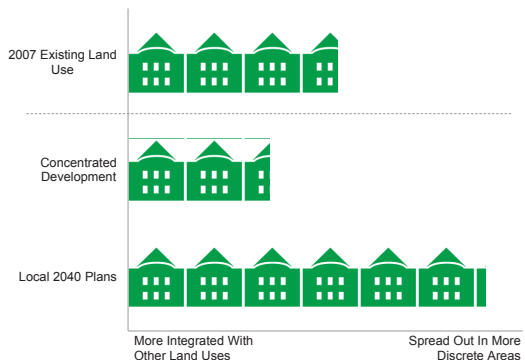 2007 Existing Land
Use
Concentrated
Development
Local 2040 Plans
More Integrated With
Other Land Uses
Spread Out In More
Discrete Areas